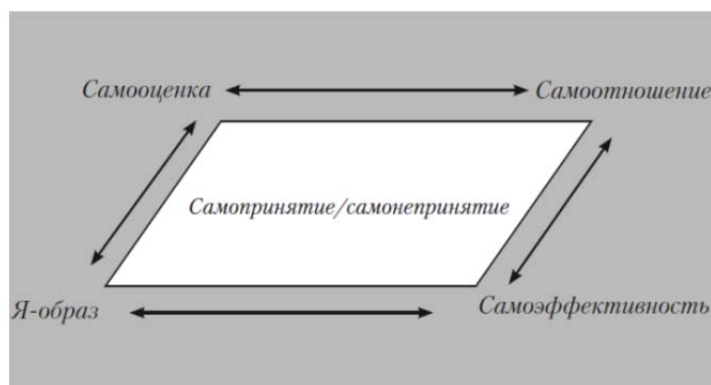 Самооценка
Самоотношение
Самопринятие/самонепринятие
Я-образ
Самоэффективность